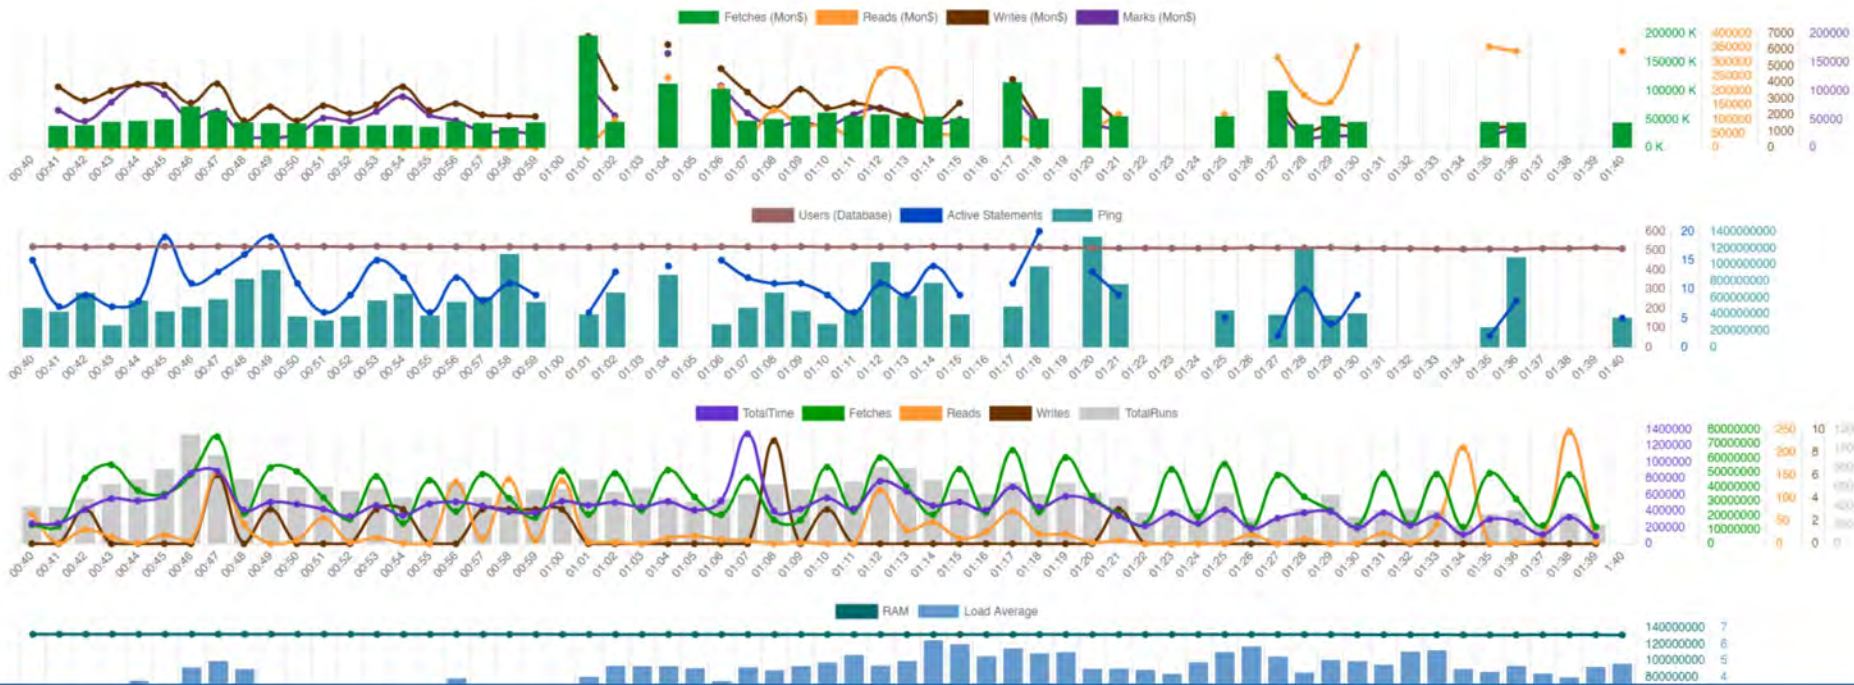 Fetches (Mon$) Reads (Mon$) Writes (Mon$) Marks (Mon$)
200000 K 400000 7000 200000
350000 6000
150000 K 300000 5000 150000
250000
100000 K 200000 4000 100000
150000 3000
50000 K 100000 2000 50000
50000 1000
0 K 0 0 0
00:40 00:41 00:42 00:43 00:44 00:45 00:46 00:47 00:48 00:49 00:50 00:51 00:52 00:53 00:54 00:55 00:56 00:57 00:58 00:59 01:00 01:01 01:02 01:03 01:04 01:05 01:06 01:07 01:08 01:09 01:10 01:11 01:12 01:13 01:14 01:15 01:16 01:17 01:18 01:19 01:20 01:21 01:22 01:23 01:24 01:25 01:26 01:27 01:28 01:29 01:30 01:31 01:32 01:33 01:34 01:35 01:36 01:37 01:38 01:39 01:40
Users (Database) Active Statements Ping
600 20 1400000000
500 1200000000
400 15 1000000000
300 10 800000000
600000000
200 5 400000000
100 200000000
0 0 0
00:40 00:41 00:42 00:43 00:44 00:45 00:46 00:47 00:48 00:49 00:50 00:51 00:52 00:53 00:54 00:55 00:56 00:57 00:58 00:59 01:00 01:01 01:02 01:03 01:04 01:05 01:06 01:07 01:08 01:09 01:10 01:11 01:12 01:13 01:14 01:15 01:16 01:17 01:18 01:19 01:20 01:21 01:22 01:23 01:24 01:25 01:26 01:27 01:28 01:29 01:30 01:31 01:32 01:33 01:34 01:35 01:36 01:37 01:38 01:39 01:40
TotalTime Fetches Reads Writes TotalRuns
1400000 80000000 250 10
1200000 70000000
1000000 60000000 200 8
800000 50000000 150 6
600000 40000000
400000 30000000 100 4
20000000 50 2
200000 10000000
0 0 0 0 0
00:40 00:41 00:42 00:43 00:44 00:45 00:46 00:47 00:48 00:49 00:50 00:51 00:52 00:53 00:54 00:55 00:56 00:57 00:58 00:59 01:00 01:01 01:02 01:03 01:04 01:05 01:06 01:07 01:08 01:09 01:10 01:11 01:12 01:13 01:14 01:15 01:16 01:17 01:18 01:19 01:20 01:21 01:22 01:23 01:24 01:25 01:26 01:27 01:28 01:29 01:30 01:31 01:32 01:33 01:34 01:35 01:36 01:37 01:38 01:39 1:40
RAM Load Average
140000000 7
120000000 6
100000000 5
80000000 4